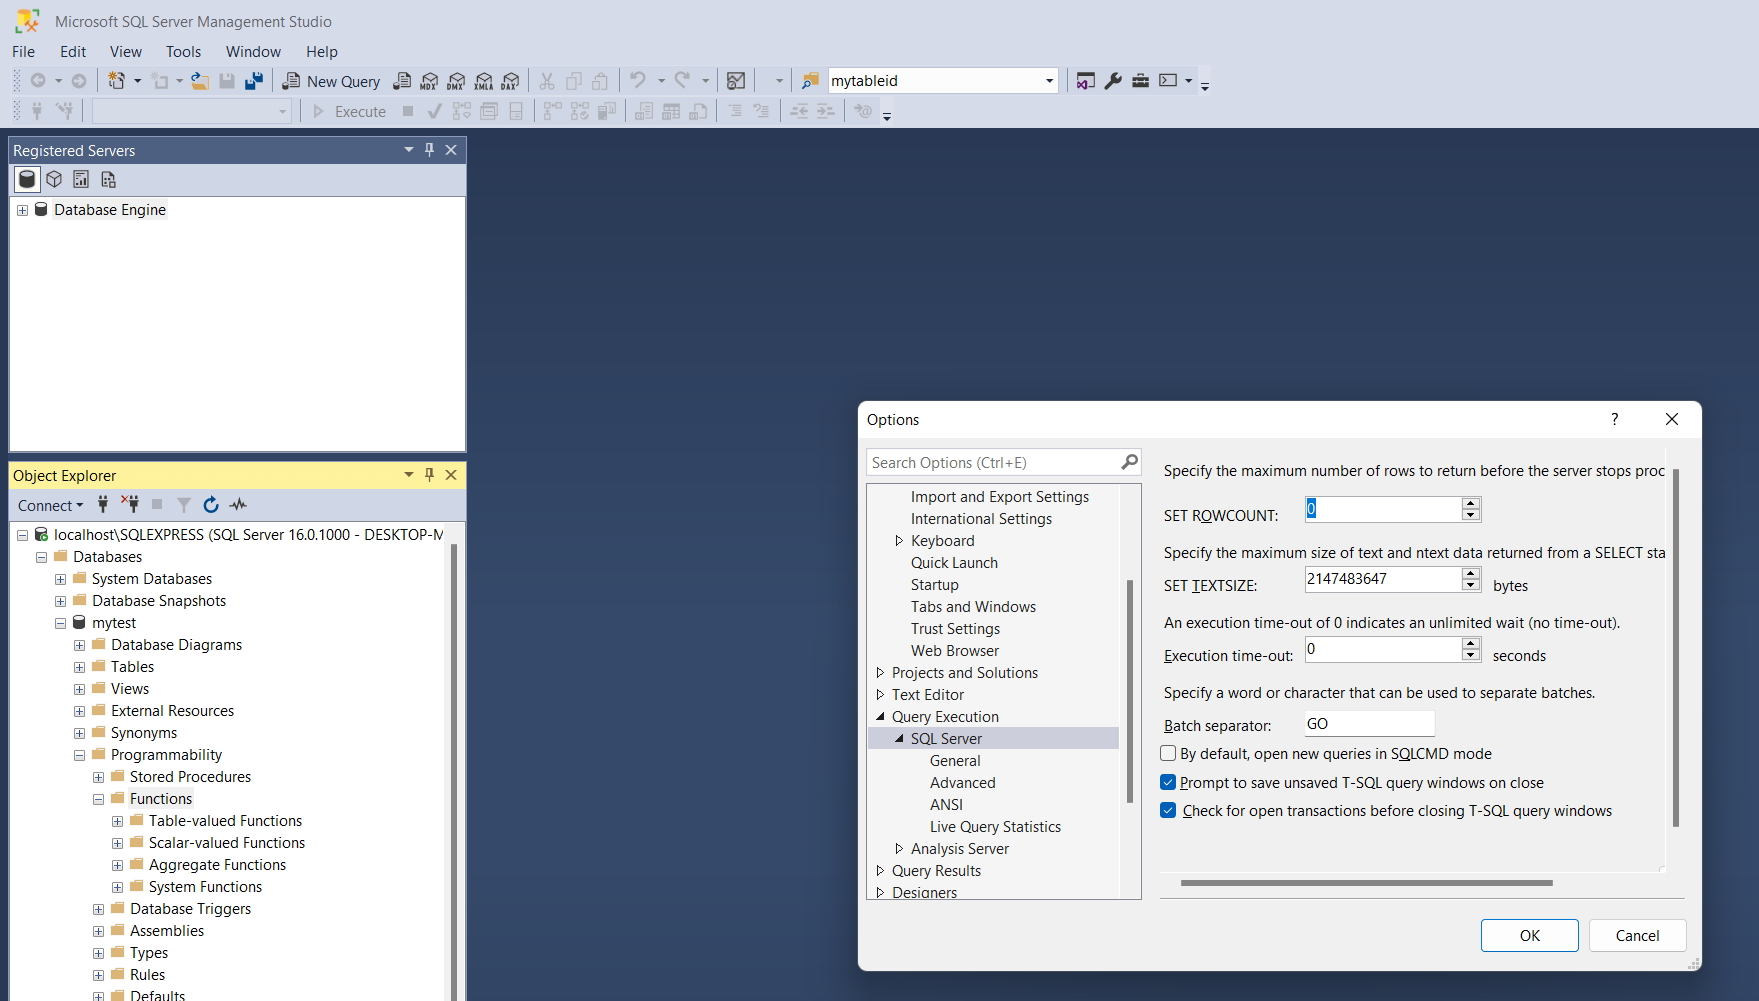 Microsoft SQL Server Management Studio
File Edit View Tools Window Help
New Query MDX DMX XMLA DAX mytableid
Execute
Registered Servers
Database Engine
Object Explorer
Connect
localhost\SQLEXPRESS (SQL Server 16.0.1000 - DESKTOP-M
Databases
System Databases
Database Snapshots
mytest
Database Diagrams
Tables
Views
External Resources
Synonyms
Programmability
Stored Procedures
Functions
Table-valued Functions
Scalar-valued Functions
Aggregate Functions
System Functions
Database Triggers
Assemblies
Types
Rules
Defaults
Options ?
Search Options (Ctrl+E)
Import and Export Settings
International Settings
Keyboard
Quick Launch
Startup
Tabs and Windows
Trust Settings
Web Browser
Projects and Solutions
Text Editor
Query Execution
SQL Server
General
Advanced
ANSI
Live Query Statistics
Analysis Server
Query Results
Designers
Specify the maximum number of rows to return before the server stops proc
SET ROWCOUNT: 0
Specify the maximum size of text and ntext data returned from a SELECT sta
SET TEXTSIZE: 2147483647 bytes
An execution time-out of 0 indicates an unlimited wait (no time-out).
Execution time-out: 0 seconds
Specify a word or character that can be used to separate batches.
Batch separator: GO
By default, open new queries in SQLCMD mode
Prompt to save unsaved T-SQL query windows on close
Check for open transactions before closing T-SQL query windows
OK Cancel